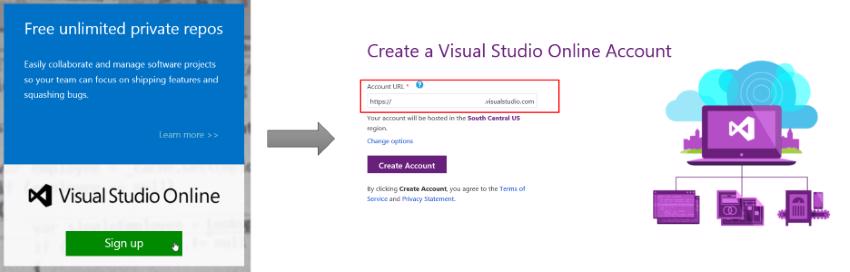 Free unlimited private repos
Easily collaborate and manage software projects
so your team can focus on shipping features and
squashing bugs.
Learn more >>
Visual Studio Online
Sign up
Create a Visual Studio Online Account
Account URL *
https://
.visualstudio.com
Your account will be hosted in the South Central US
region.
Change options
Create Account
By clicking Create Account, you agree to the Terms of
Service and Privacy Statement.